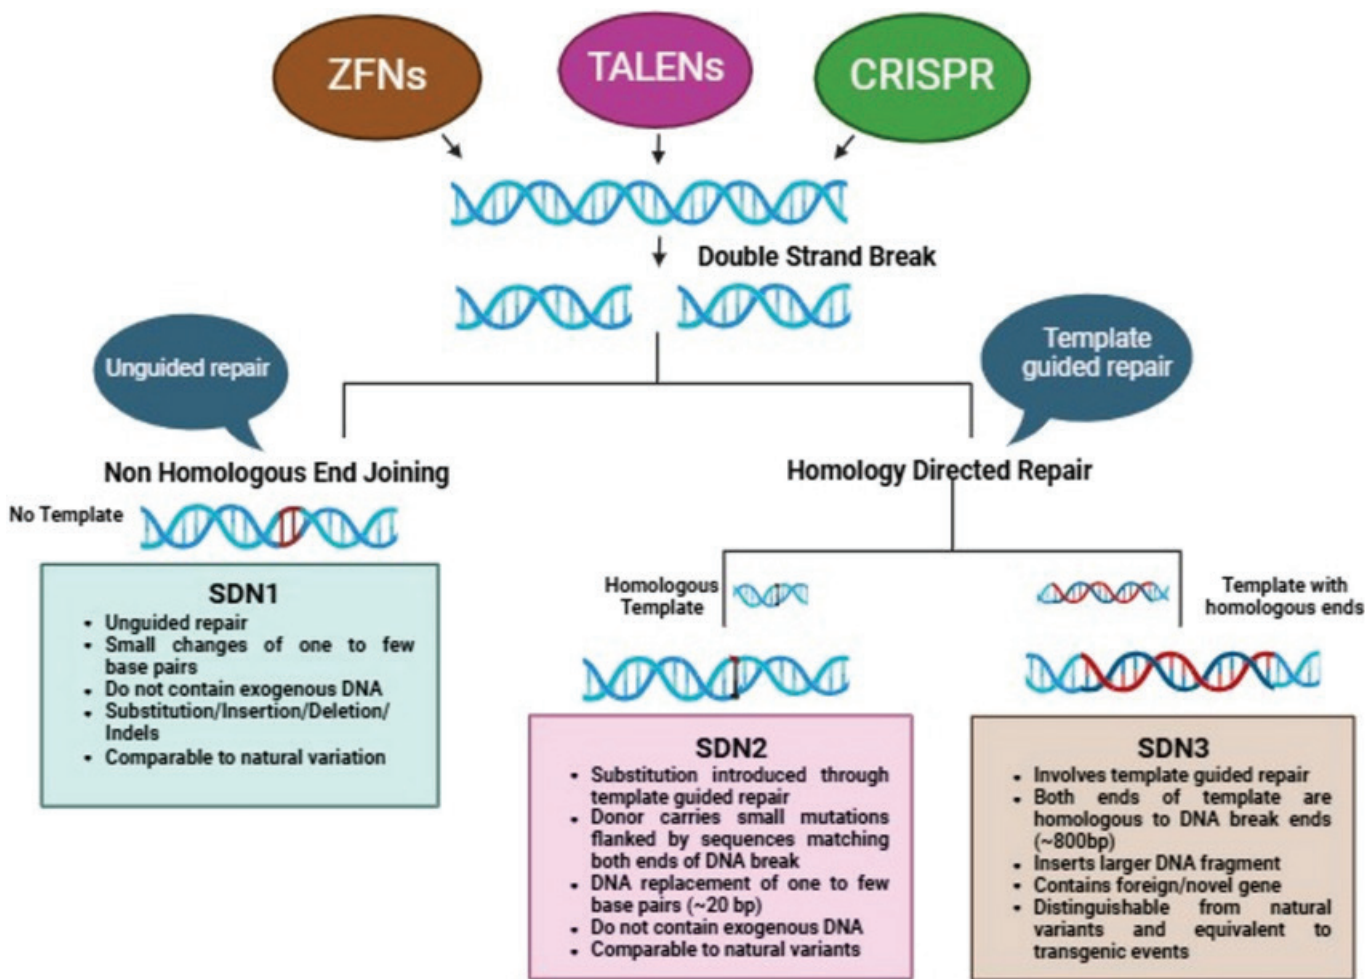 ZFNs
TALENs
CRISPR
Double Strand Break
Unguided repair
Template
guided repair
Non Homologous End Joining
Homology Directed Repair
No Template
SDN1
• Unguided repair
• Small changes of one to few
base pairs
• Do not contain exogenous DNA
• Substitution/Insertion/Deletion/
Indels
• Comparable to natural variation
Homologous
Template
Template with
homologous ends
SDN2
• Substitution introduced through
template guided repair
• Donor carries small mutations
flanked by sequences matching
both ends of DNA break
• DNA replacement of one to few
base pairs (~20 bp)
• Do not contain exogenous DNA
• Comparable to natural variants
SDN3
• Involves template guided repair
• Both ends of template are
homologous to DNA break ends
(~800bp)
• Inserts larger DNA fragment
• Contains foreign/novel gene
• Distinguishable from natural
variants and equivalent to
transgenic events